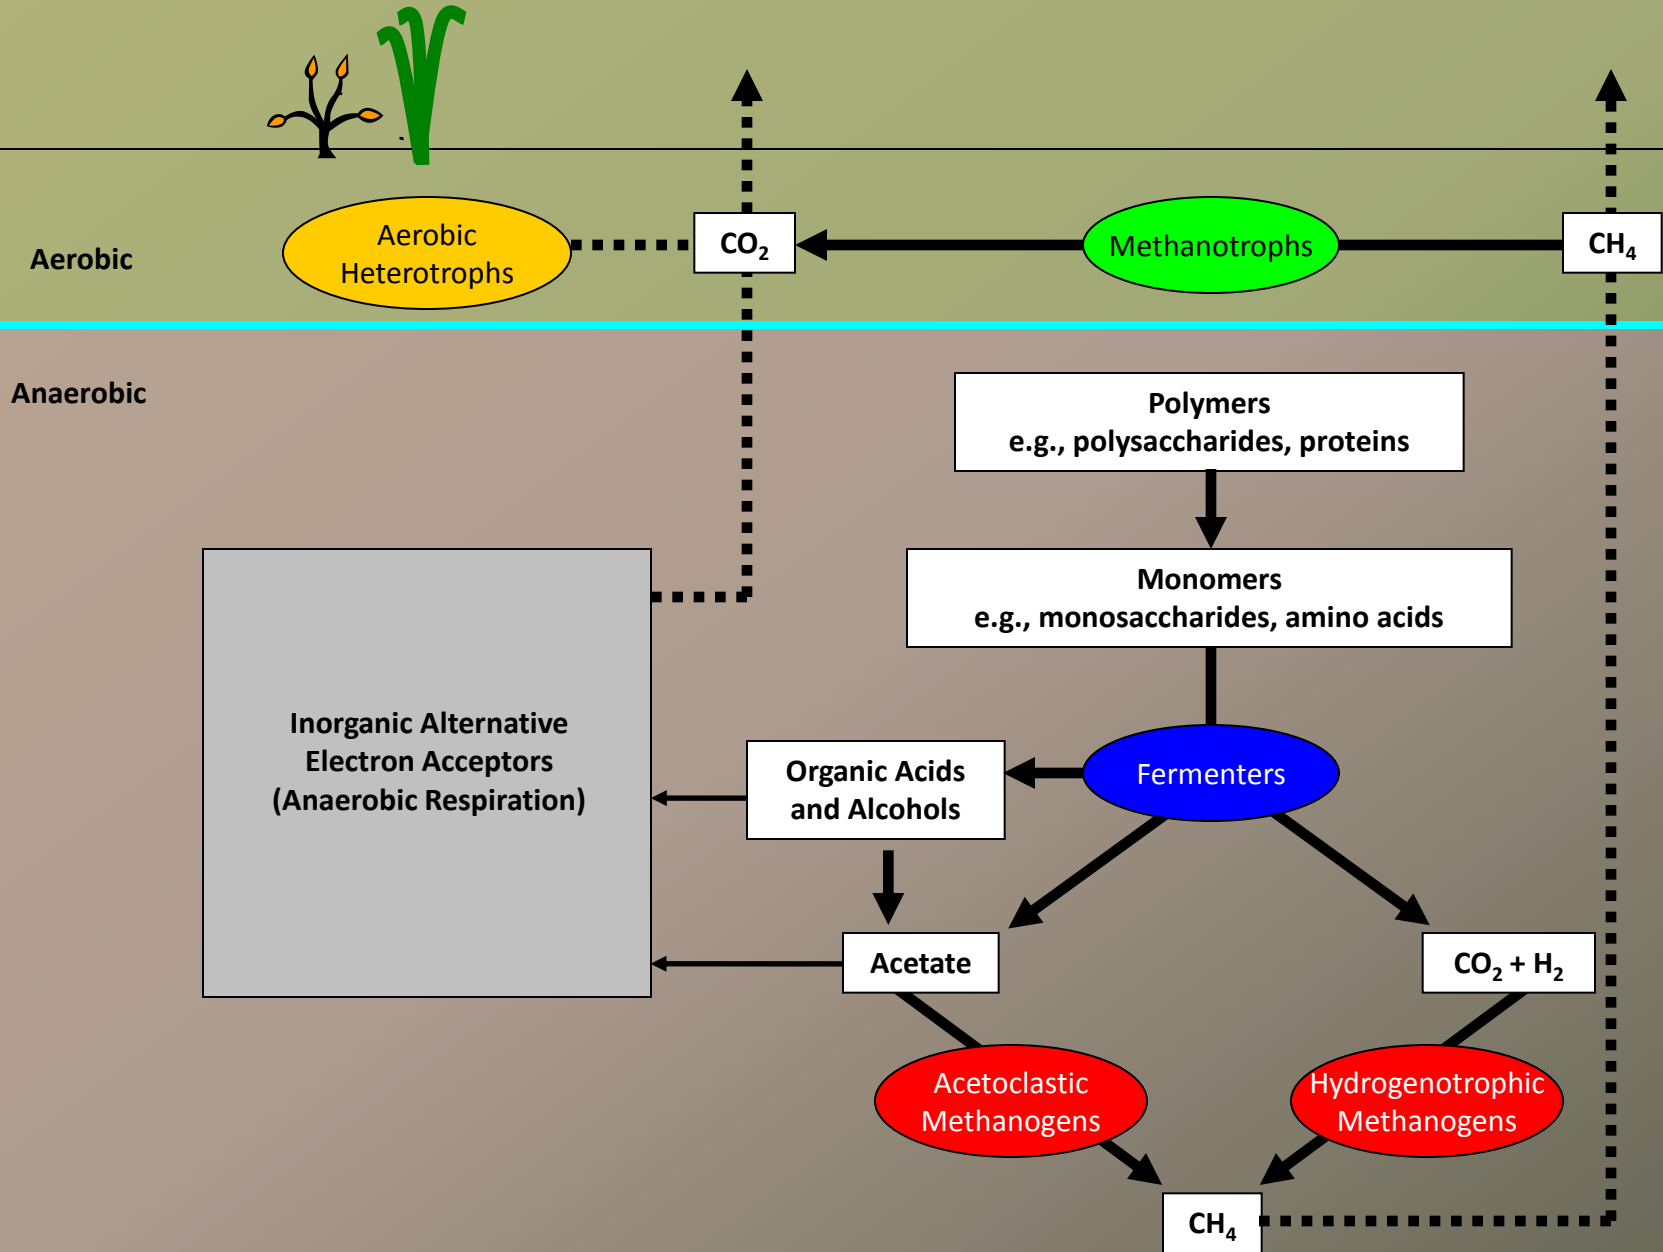 Aerobic
Heterotrophs
CO₂
Methanotrophs
CH₄
Aerobic
Anaerobic
Polymers
e.g., polysaccharides, proteins
Monomers
e.g., monosaccharides, amino acids
Inorganic Alternative
Electron Acceptors
(Anaerobic Respiration)
Organic Acids
and Alcohols
Fermenters
Acetate
CO₂ + H₂
Acetoclastic
Methanogens
Hydrogenotrophic
Methanogens
CH₄